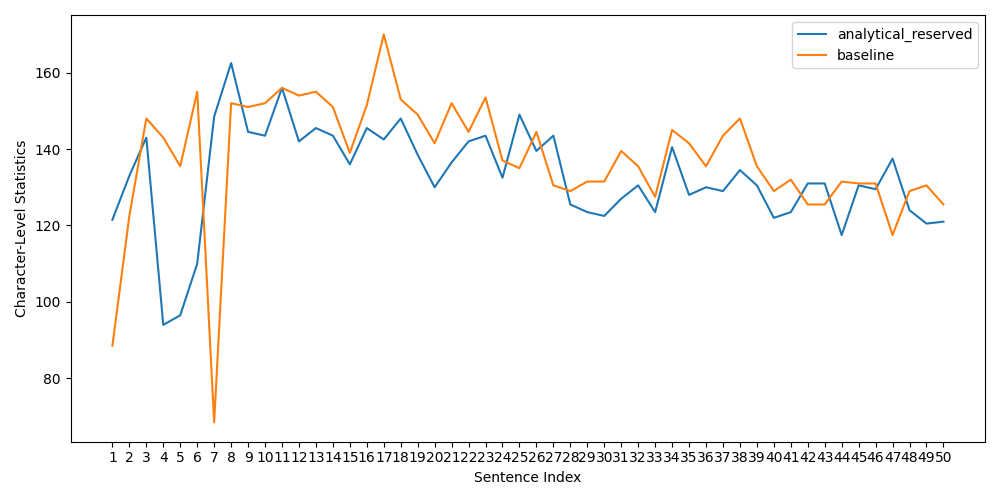 analytical_reserved
baseline
160
140
120
100
80
Character-Level Statistics
1 2 3 4 5 6 7 8 9 10 11 12 13 14 15 16 17 18 19 20 21 22 23 24 25 26 27 28 29 30 31 32 33 34 35 36 37 38 39 40 41 42 43 44 45 46 47 48 49 50
Sentence Index